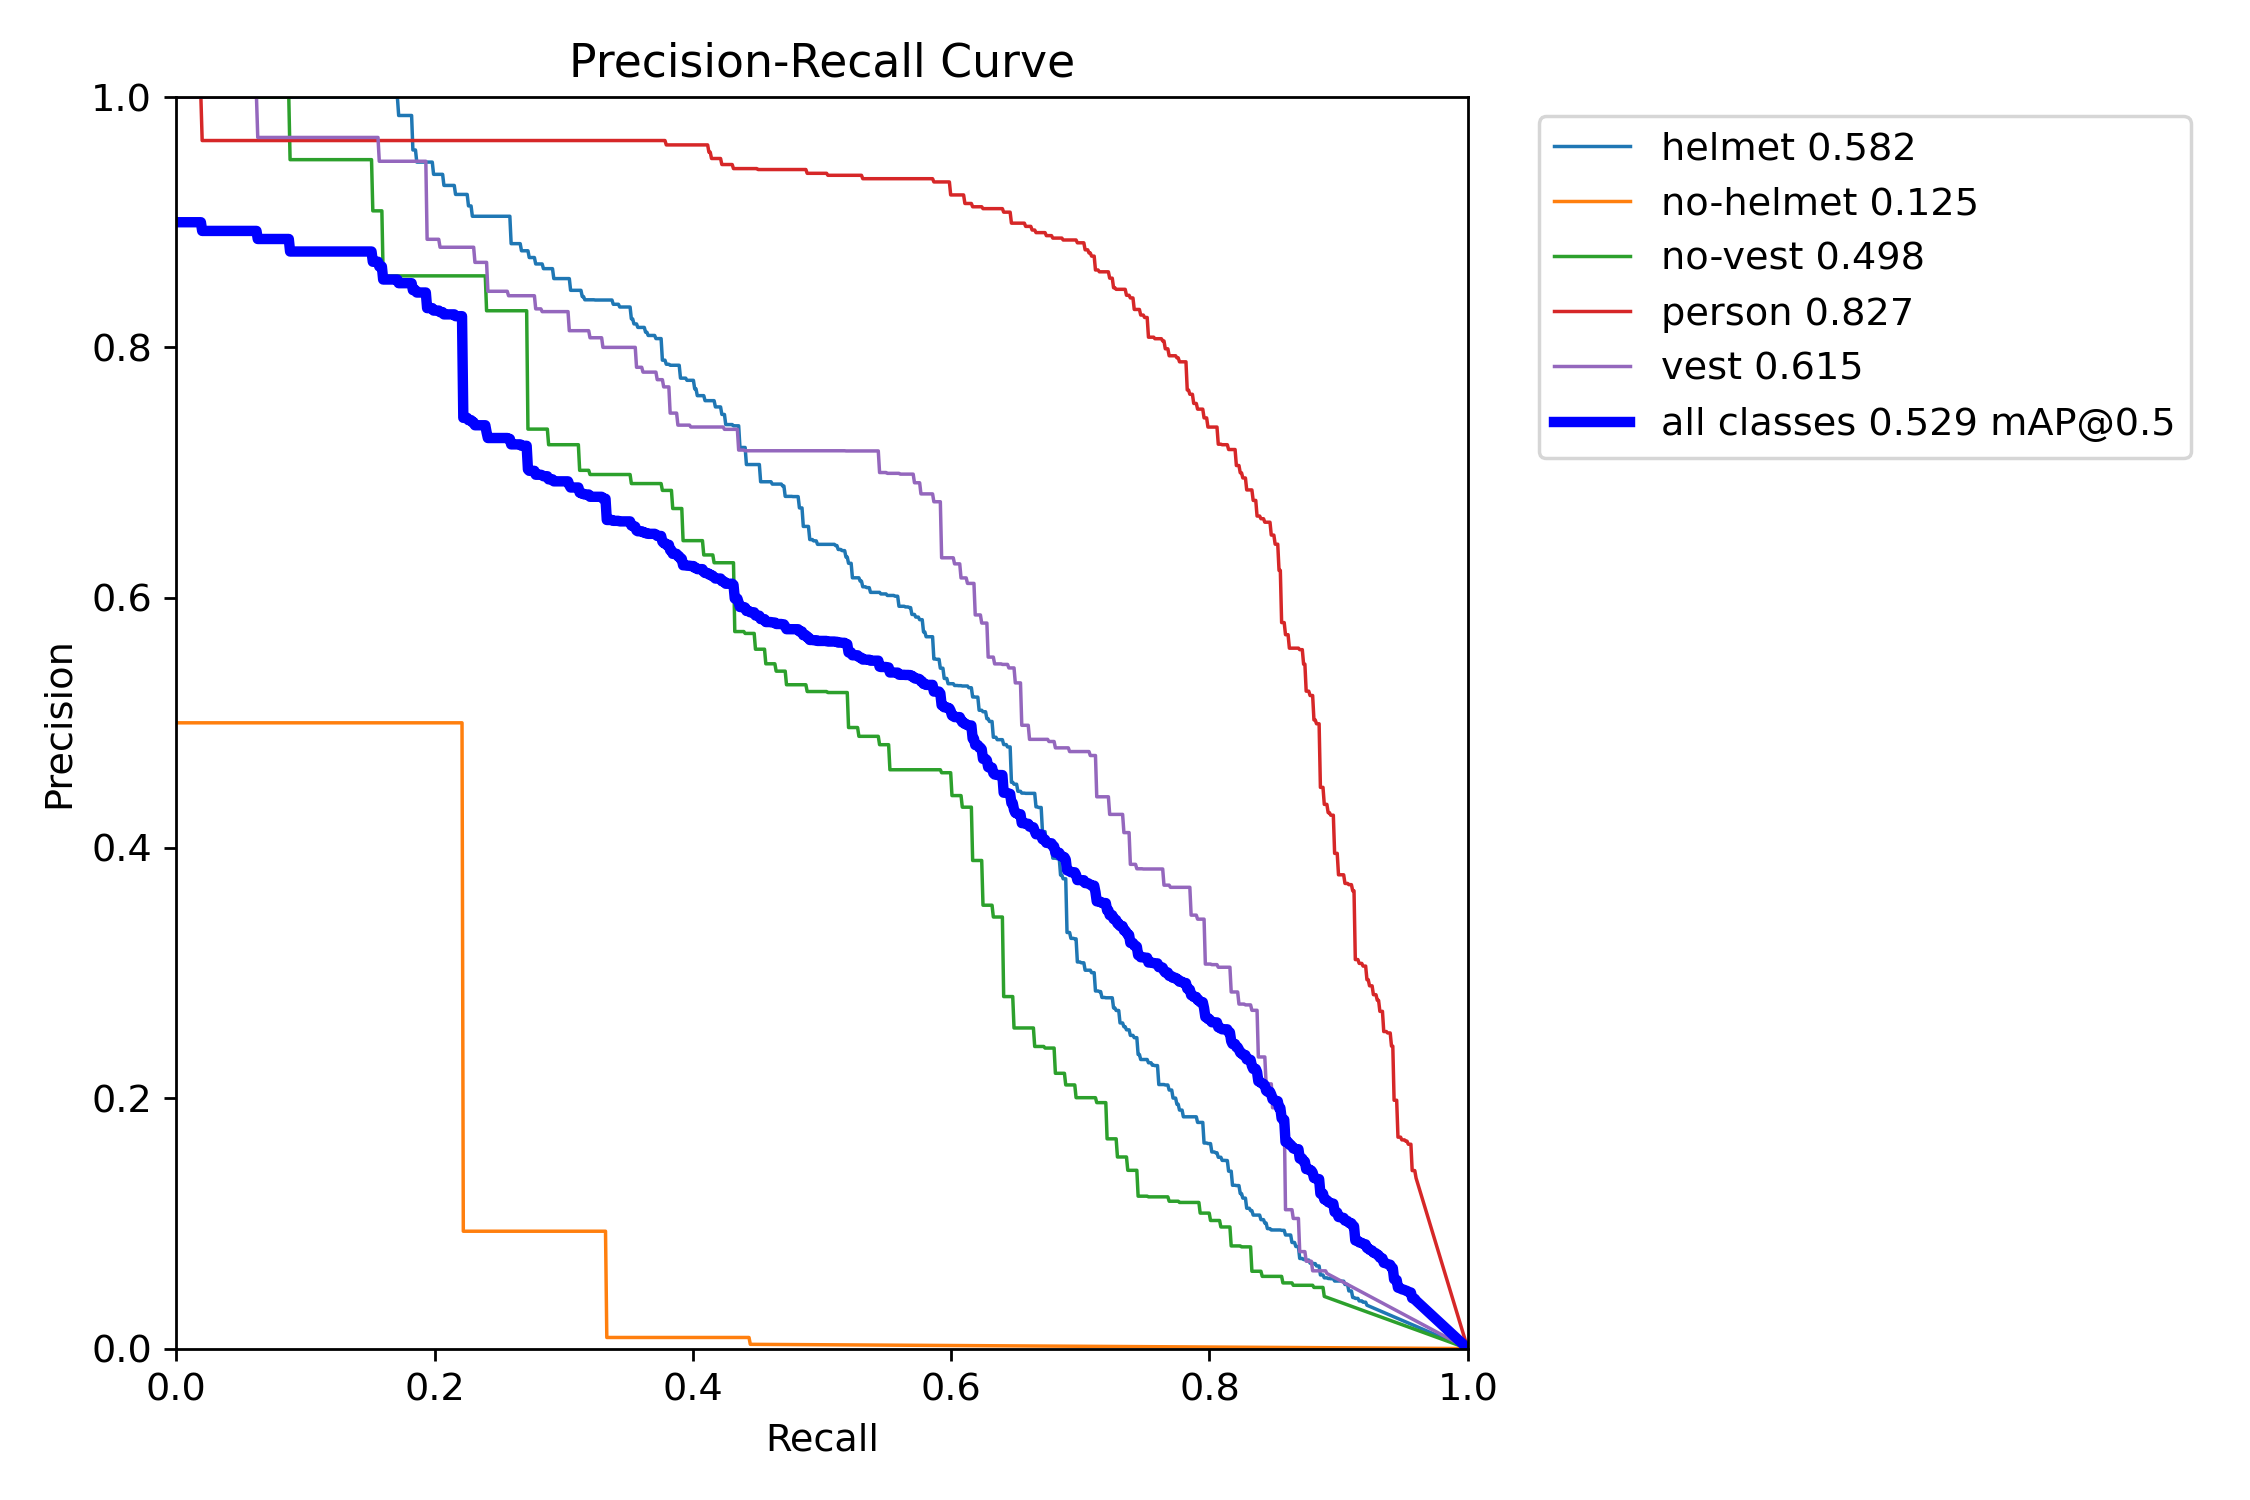 Precision-Recall Curve
1.0
0.8
0.6
0.4
0.2
0.0
Precision
0.0 0.2 0.4 0.6 0.8 1.0
Recall
helmet 0.582
no-helmet 0.125
no-vest 0.498
person 0.827
vest 0.615
all classes 0.529 mAP@0.5